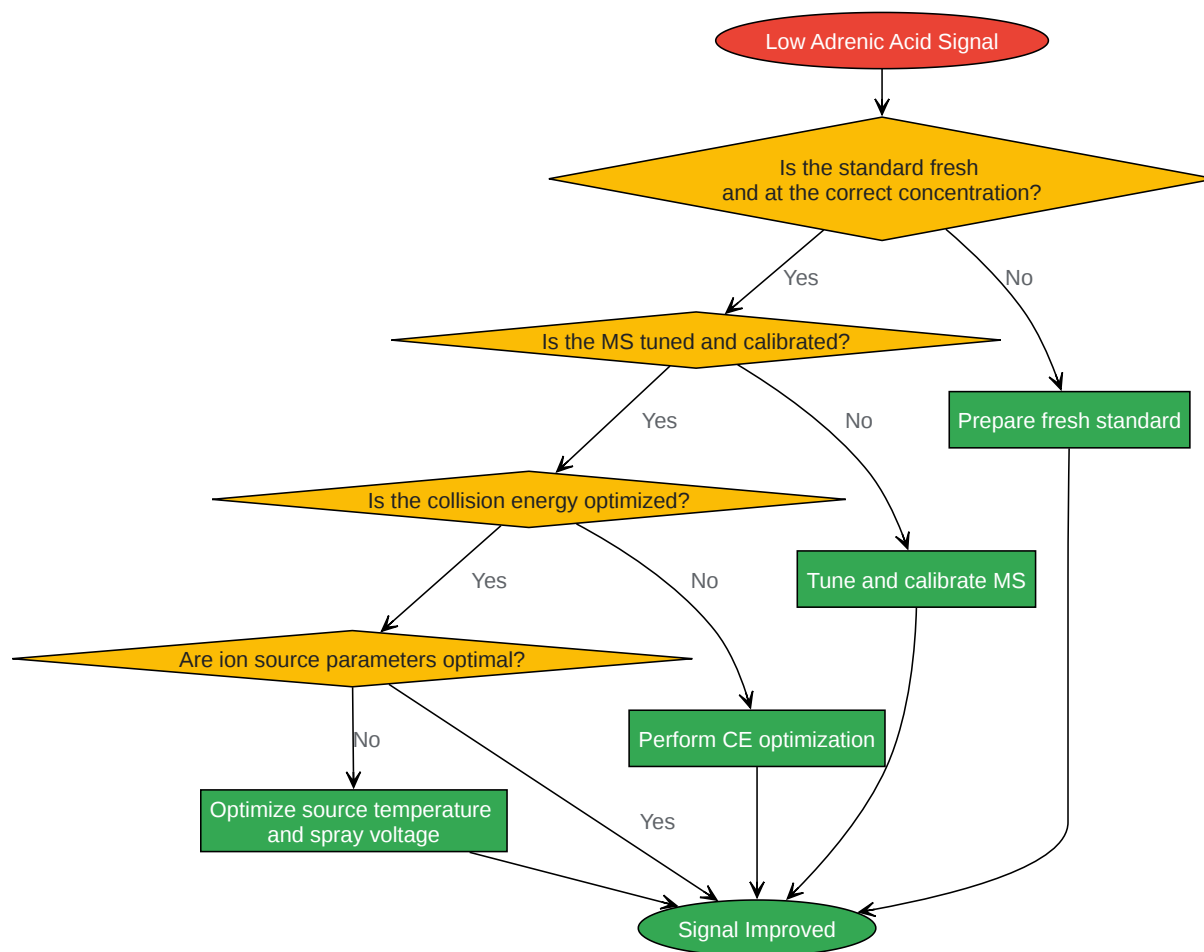 Low Adrenic Acid Signal
Is the standard fresh
and at the correct concentration?
Yes
No
Is the MS tuned and calibrated?
Prepare fresh standard
Yes
No
Is the collision energy optimized?
Tune and calibrate MS
Yes
No
Are ion source parameters optimal?
Perform CE optimization
No
Optimize source temperature
and spray voltage
Yes
Signal Improved